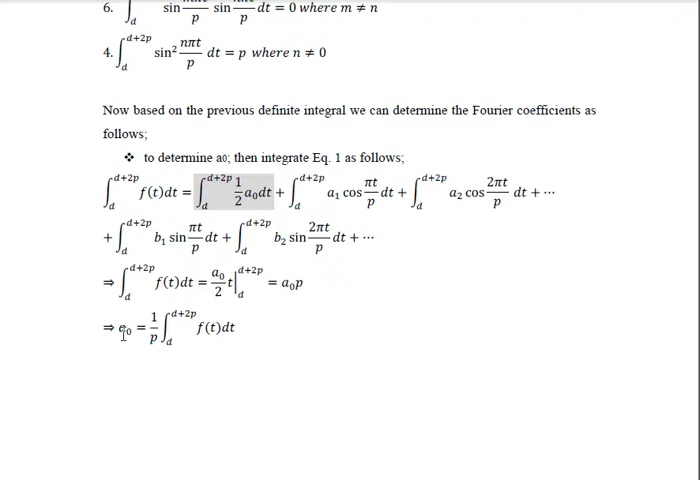 6. ∫_d sin —/p sin —/p dt = 0 where m ≠ n
4. ∫_d^{d+2p} sin² nπt/p dt = p where n ≠ 0
Now based on the previous definite integral we can determine the Fourier coefficients as
follows;
❖ to determine a0; then integrate Eq. 1 as follows;
∫_d^{d+2p} f(t)dt = ∫_d^{d+2p} 1/2 a₀dt + ∫_d^{d+2p} a₁ cos πt/p dt + ∫_d^{d+2p} a₂ cos 2πt/p dt + ⋯
+ ∫_d^{d+2p} b₁ sin πt/p dt + ∫_d^{d+2p} b₂ sin 2πt/p dt + ⋯
⇒ ∫_d^{d+2p} f(t)dt = a₀/2 t|_d^{d+2p} = a₀p
⇒ a₀ = 1/p ∫_d^{d+2p} f(t)dt